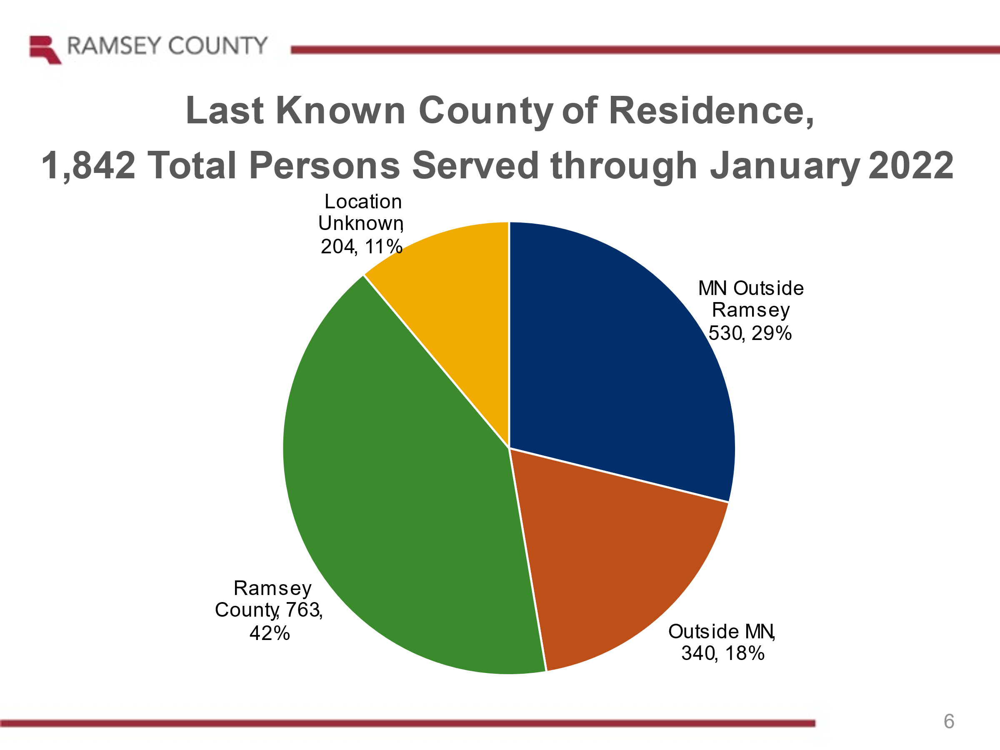 RAMSEY COUNTY
Last Known County of Residence,
1,842 Total Persons Served through January 2022
Location
Unknown,
204, 11%
MN Outside
Ramsey
530, 29%
Ramsey
County, 763,
42%
Outside MN,
340, 18%
6